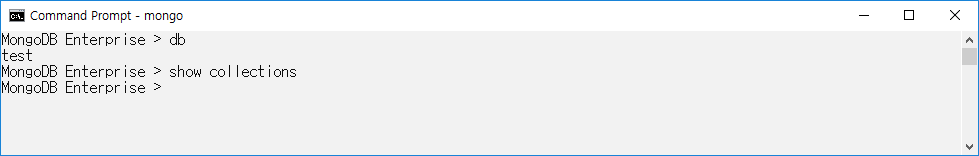 Command Prompt - mongo
MongoDB Enterprise > db
test
MongoDB Enterprise > show collections
MongoDB Enterprise >